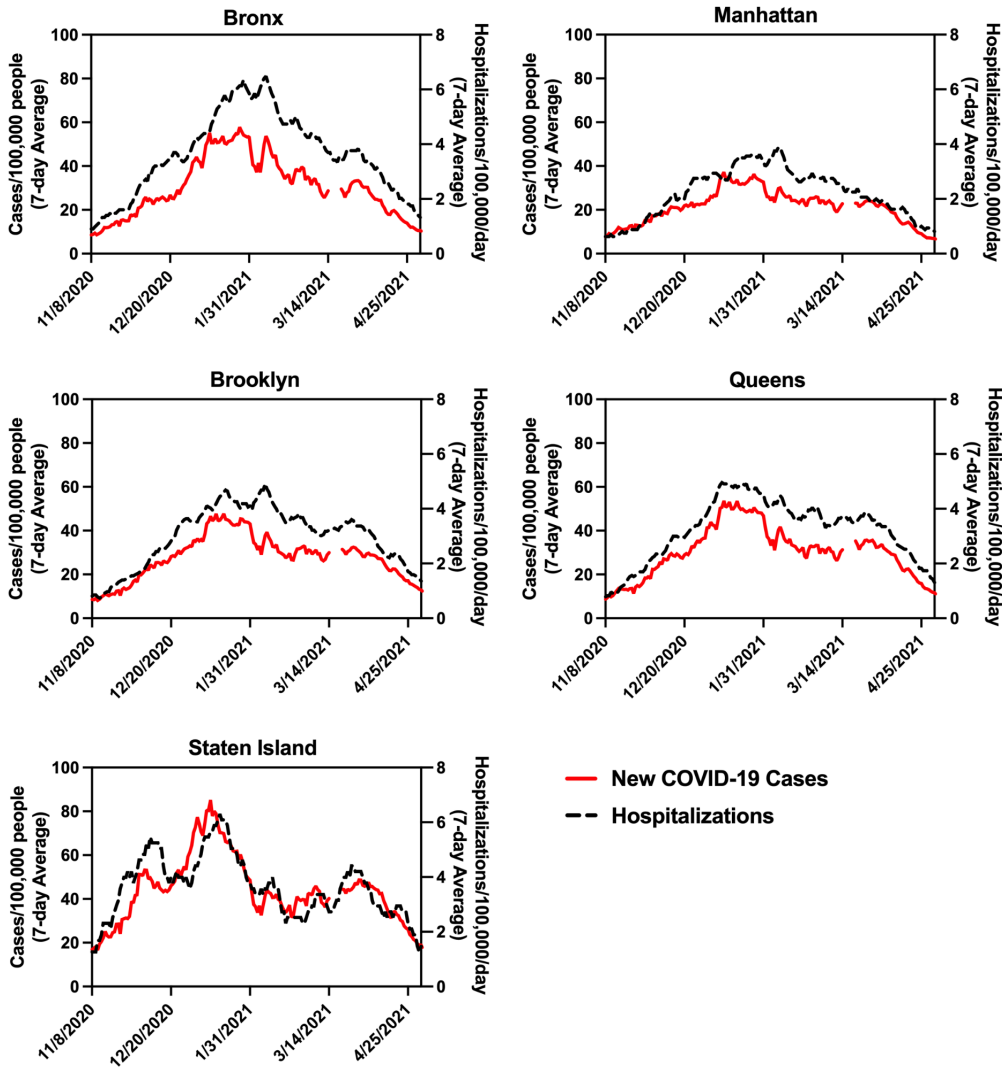 Bronx
Cases/100,000 people
(7-day Average)
100
80
60
40
20
0
8
6
4
2
0
Hospitalizations/100,000/day
(7-day Average)
11/8/2020
12/20/2020
1/31/2021
3/14/2021
4/25/2021
Manhattan
Cases/100,000 people
(7-day Average)
100
80
60
40
20
0
8
6
4
2
0
Hospitalizations/100,000/day
(7-day Average)
11/8/2020
12/20/2020
1/31/2021
3/14/2021
4/25/2021
Brooklyn
Cases/100,000 people
(7-day Average)
100
80
60
40
20
0
8
6
4
2
0
Hospitalizations/100,000/day
(7-day Average)
11/8/2020
12/20/2020
1/31/2021
3/14/2021
4/25/2021
Queens
Cases/100,000 people
(7-day Average)
100
80
60
40
20
0
8
6
4
2
0
Hospitalizations/100,000/day
(7-day Average)
11/8/2020
12/20/2020
1/31/2021
3/14/2021
4/25/2021
Staten Island
Cases/100,000 people
(7-day Average)
100
80
60
40
20
0
8
6
4
2
0
Hospitalizations/100,000/day
(7-day Average)
11/8/2020
12/20/2020
1/31/2021
3/14/2021
4/25/2021
New COVID-19 Cases
Hospitalizations